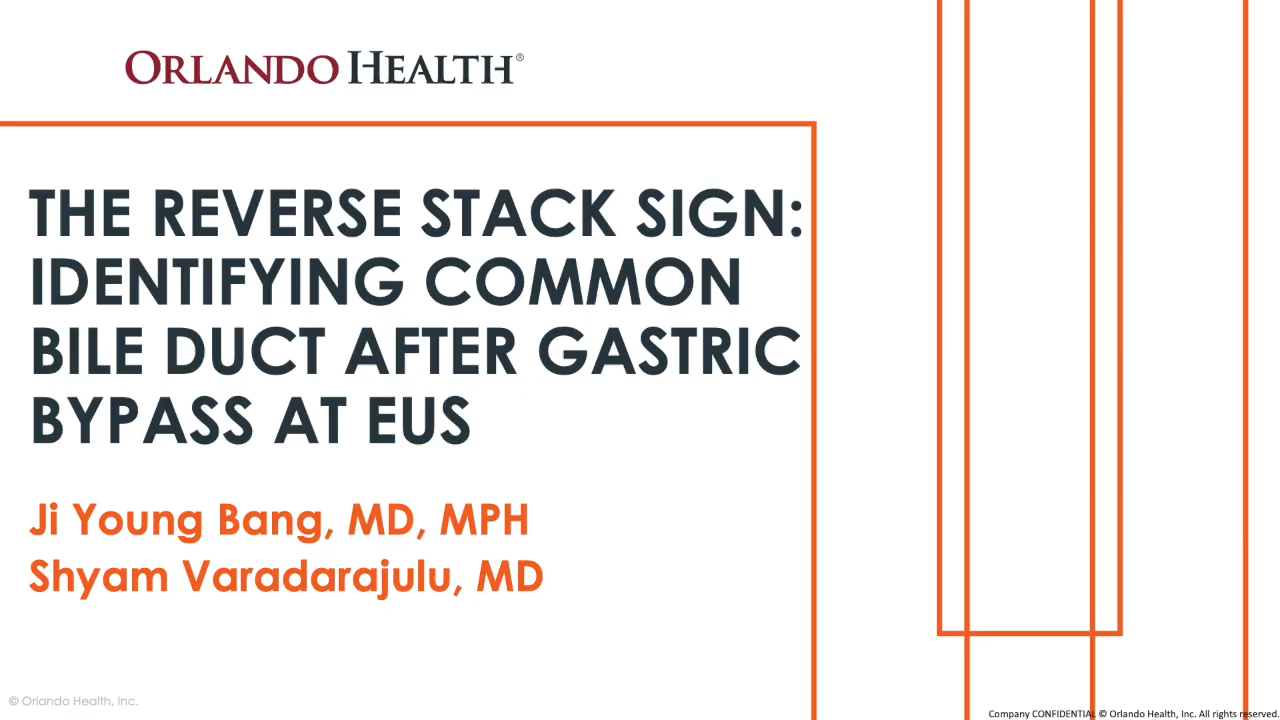 ORLANDO HEALTH®
THE REVERSE STACK SIGN:
IDENTIFYING COMMON
BILE DUCT AFTER GASTRIC
BYPASS AT EUS
Ji Young Bang, MD, MPH
Shyam Varadarajulu, MD
© Orlando Health, Inc.
Company CONFIDENTIAL © Orlando Health, Inc. All rights reserved.